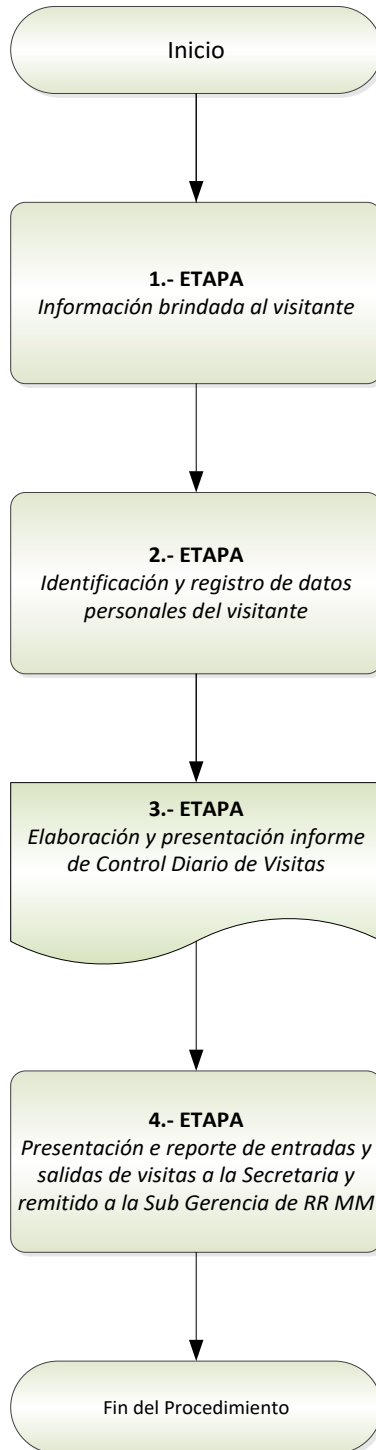 Inicio
1.- ETAPA
Información brindada al visitante
2.- ETAPA
Identificación y registro de datos
personales del visitante
3.- ETAPA
Elaboración y presentación informe
de Control Diario de Visitas
4.- ETAPA
Presentación e reporte de entradas y
salidas de visitas a la Secretaria y
remitido a la Sub Gerencia de RR MM
Fin del Procedimiento